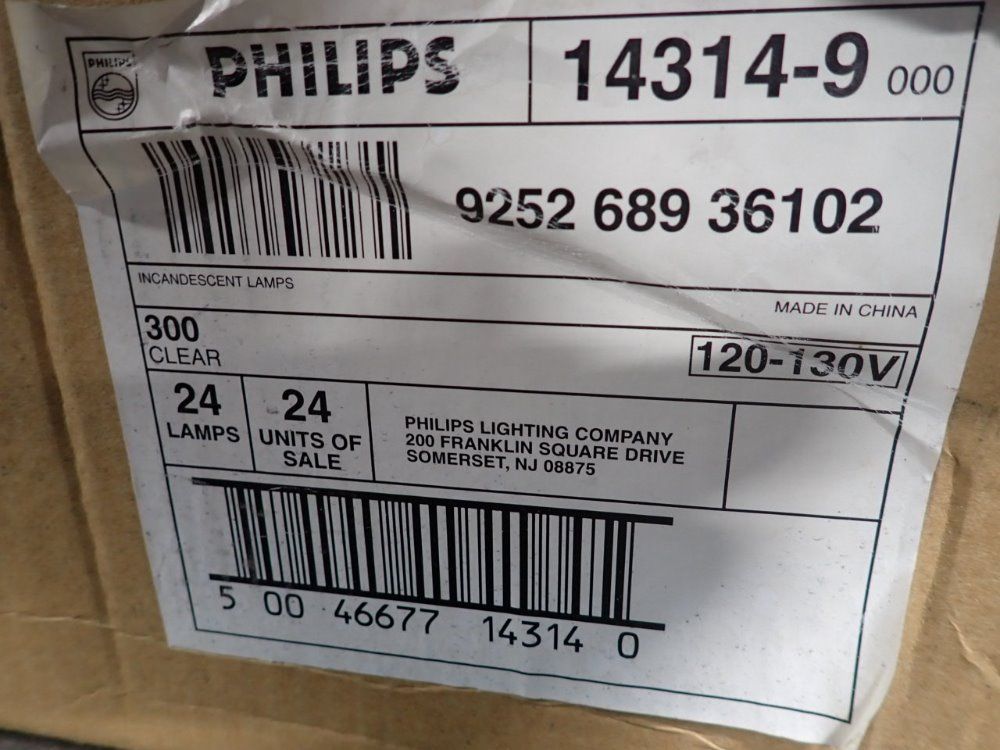 PHILIPS
PHILIPS
14314-9 000
9252 689 36102
INCANDESCENT LAMPS
MADE IN CHINA
300
CLEAR
120-130V
24
LAMPS
24
UNITS OF
SALE
PHILIPS LIGHTING COMPANY
200 FRANKLIN SQUARE DRIVE
SOMERSET, NJ 08875
5 00 46677 14314 0